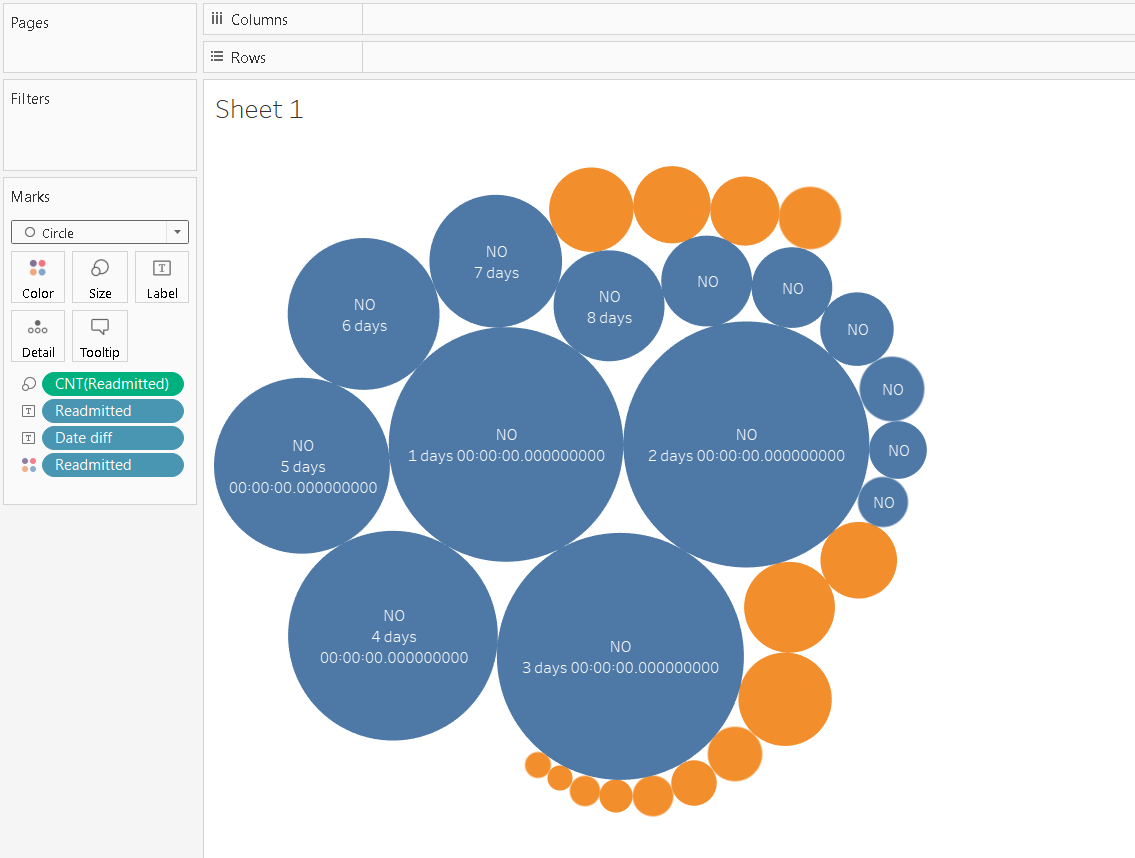 Pages
Columns
Rows
Filters
Sheet 1
Marks
Circle
Color
Size
Label
Detail
Tooltip
CNT(Readmitted)
Readmitted
Date diff
Readmitted
NO
7 days
NO
8 days
NO
NO
NO
6 days
NO
NO
NO
5 days
00:00:00.000000000
NO
1 days 00:00:00.000000000
NO
2 days 00:00:00.000000000
NO
NO
NO
4 days
00:00:00.000000000
NO
3 days 00:00:00.000000000